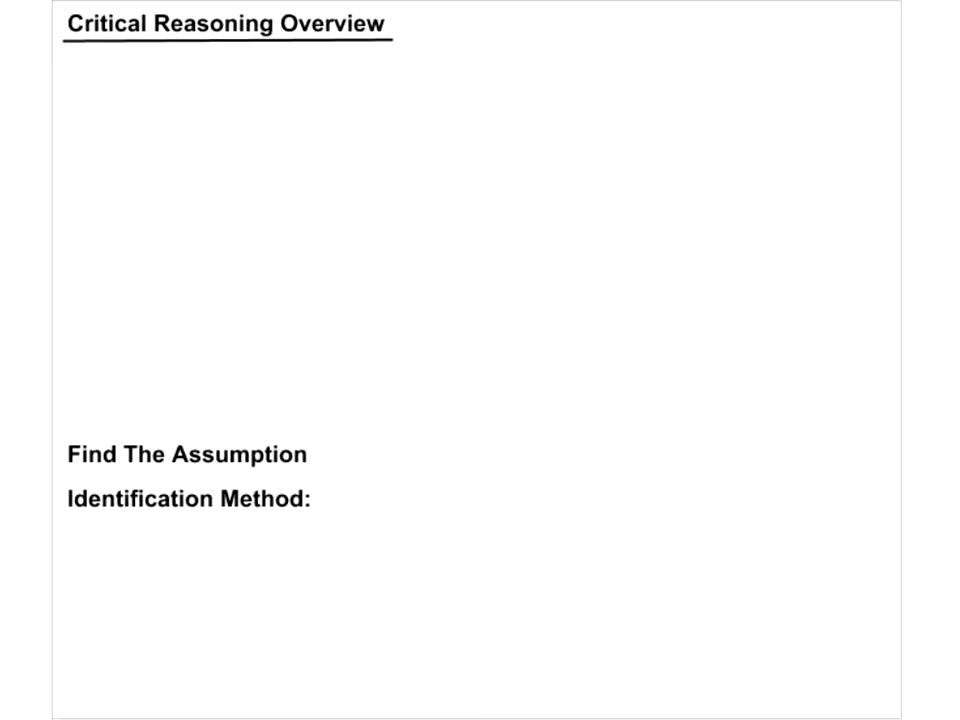 Critical Reasoning Overview
Find The Assumption
Identification Method: